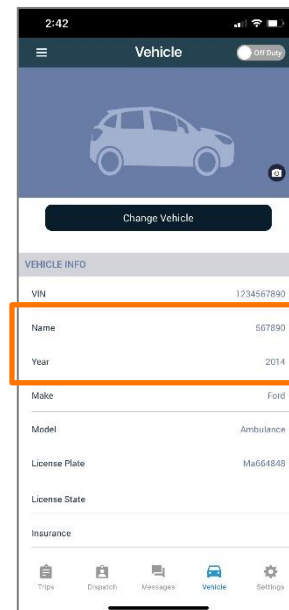 2:42
Vehicle
Off Duty
Change Vehicle
VEHICLE INFO
VIN 1234567890
Name 567890
Year 2014
Make Ford
Model Ambulance
License Plate Ma664848
License State
Insurance
Trips Dispatch Messages Vehicle Settings